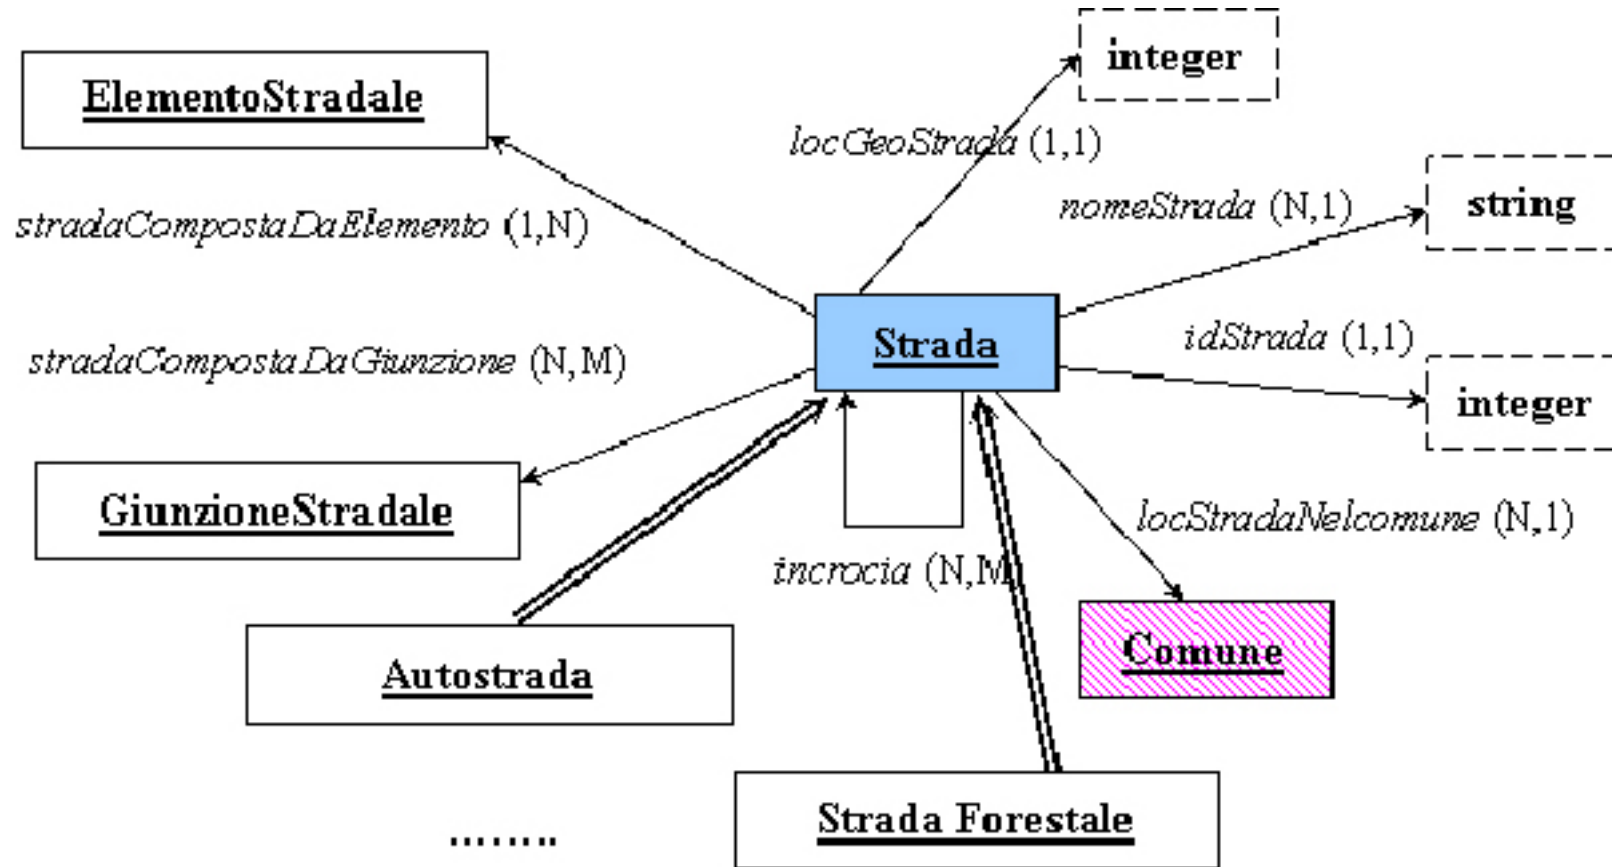 integer
ElementoStradale
locGeoStrada (1,1)
nomeStrada (N,1)
string
stradaCompostaDaElemento (1,N)
Strada
idStrada (1,1)
stradaCompostaDaGiunzione (N,M)
integer
GiunzioneStradale
locStradaNelcomune (N,1)
incrocia (N,M
Comune
Autostrada
Strada Forestale
........